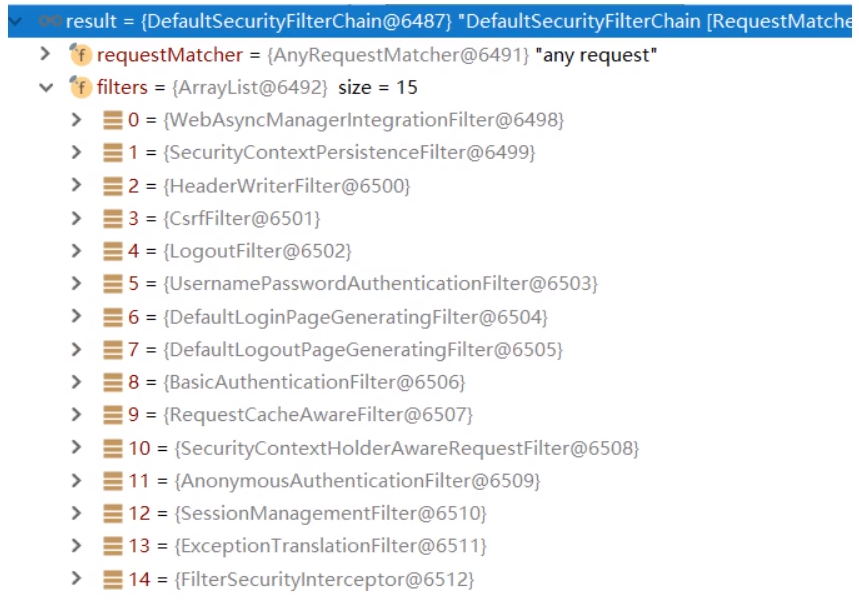 result = {DefaultSecurityFilterChain@6487} "DefaultSecurityFilterChain [RequestMatche
requestMatcher = {AnyRequestMatcher@6491} "any request"
filters = {ArrayList@6492} size = 15
0 = {WebAsyncManagerIntegrationFilter@6498}
1 = {SecurityContextPersistenceFilter@6499}
2 = {HeaderWriterFilter@6500}
3 = {CsrfFilter@6501}
4 = {LogoutFilter@6502}
5 = {UsernamePasswordAuthenticationFilter@6503}
6 = {DefaultLoginPageGeneratingFilter@6504}
7 = {DefaultLogoutPageGeneratingFilter@6505}
8 = {BasicAuthenticationFilter@6506}
9 = {RequestCacheAwareFilter@6507}
10 = {SecurityContextHolderAwareRequestFilter@6508}
11 = {AnonymousAuthenticationFilter@6509}
12 = {SessionManagementFilter@6510}
13 = {ExceptionTranslationFilter@6511}
14 = {FilterSecurityInterceptor@6512}